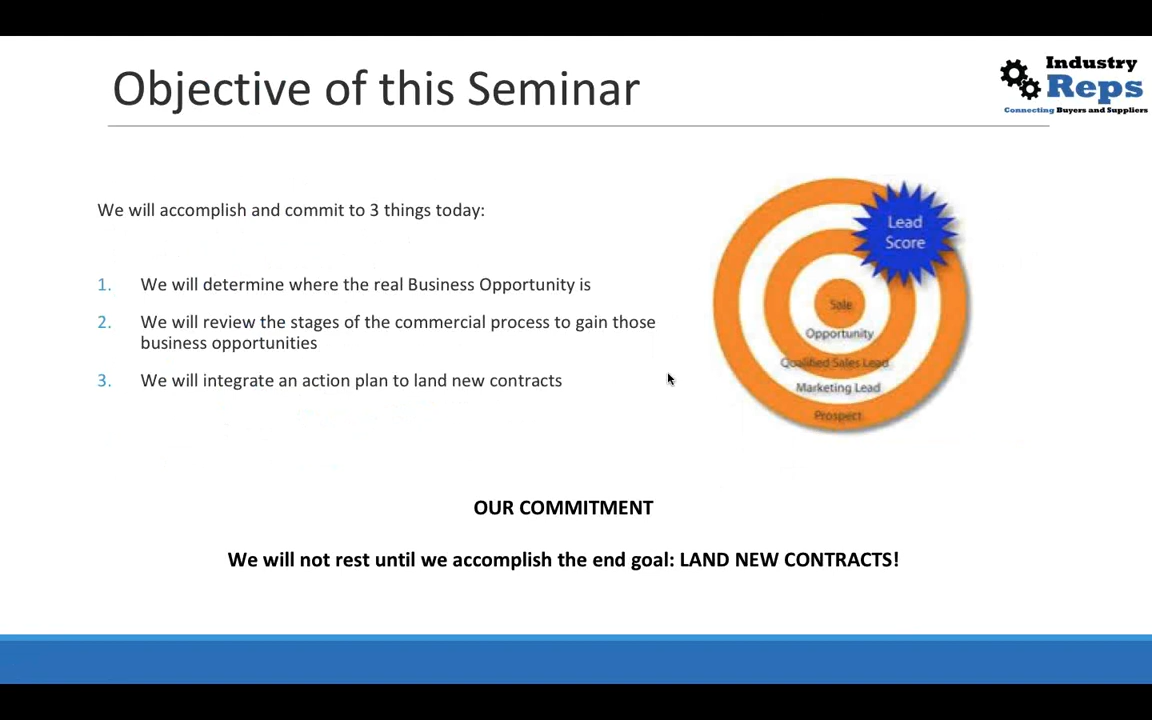 Objective of this Seminar
Industry
Reps
Connecting Buyers and Suppliers
We will accomplish and commit to 3 things today:
1. We will determine where the real Business Opportunity is
2. We will review the stages of the commercial process to gain those
business opportunities
3. We will integrate an action plan to land new contracts
Lead
Score
Sale
Opportunity
Qualified Sales Lead
Marketing Lead
Prospect
OUR COMMITMENT
We will not rest until we accomplish the end goal: LAND NEW CONTRACTS!